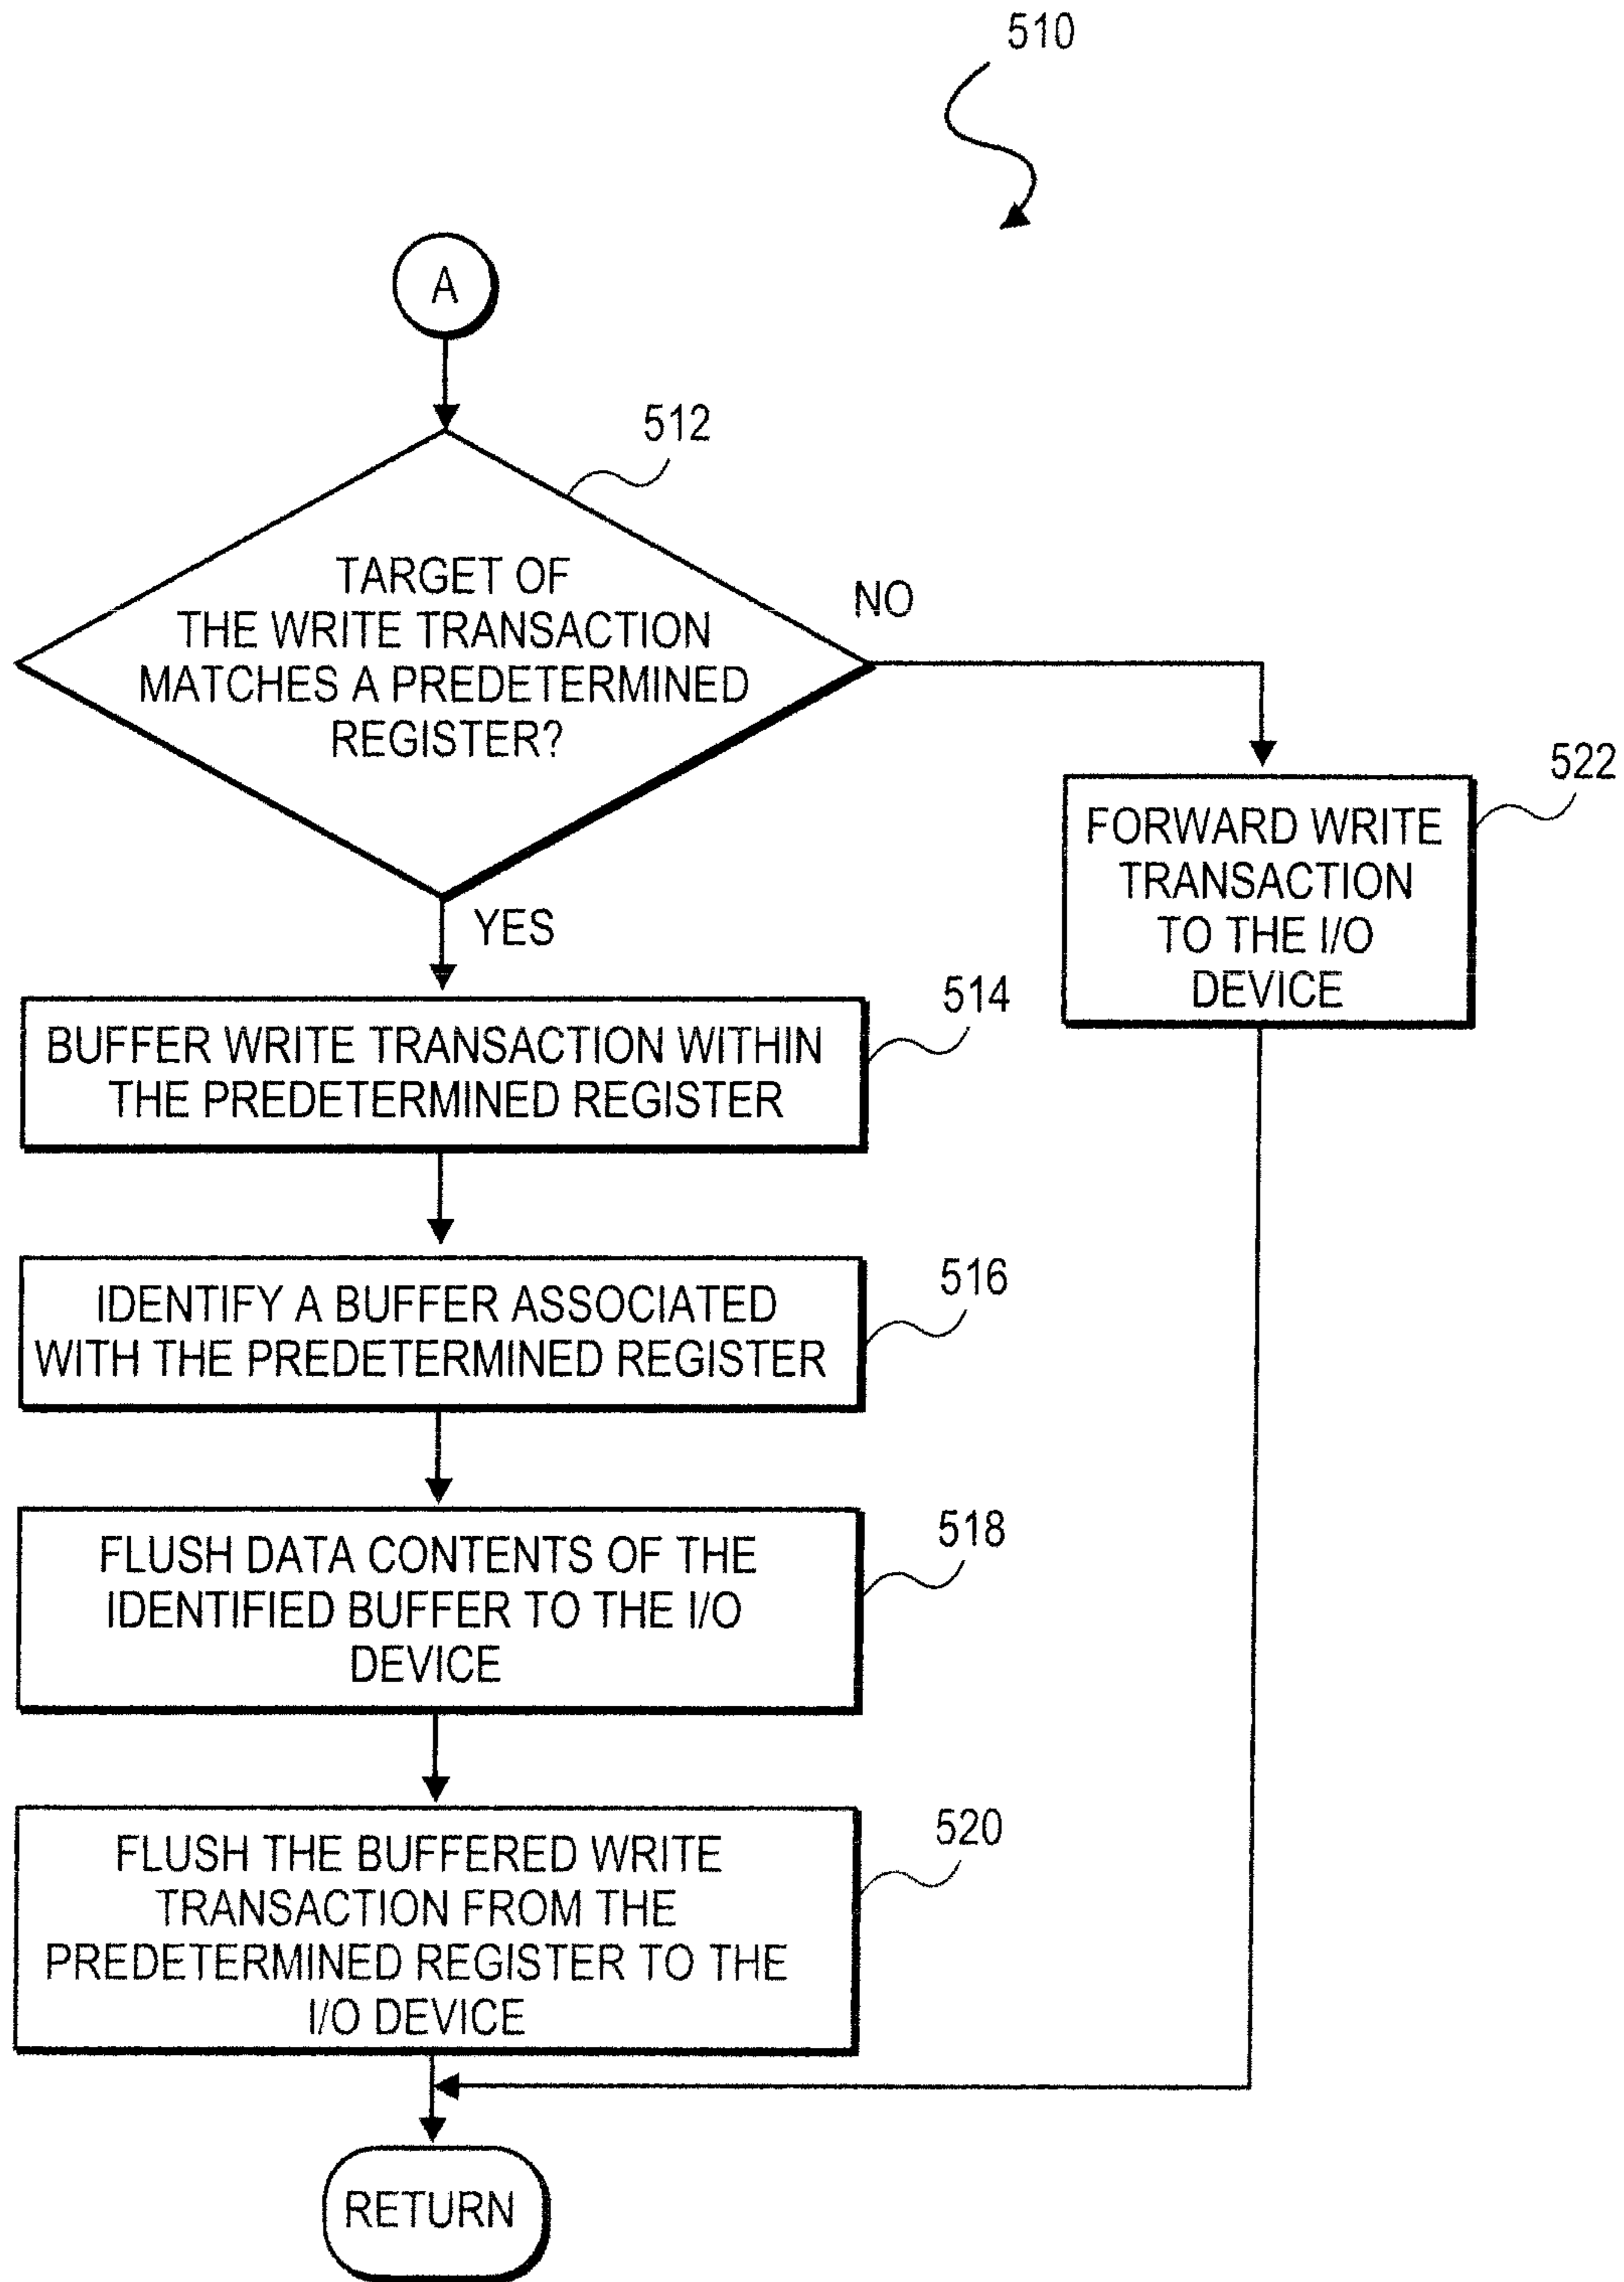 510
A
512
TARGET OF
THE WRITE TRANSACTION
MATCHES A PREDETERMINED
REGISTER?
NO
YES
522
FORWARD WRITE
TRANSACTION
TO THE I/O
DEVICE
514
BUFFER WRITE TRANSACTION WITHIN
THE PREDETERMINED REGISTER
516
IDENTIFY A BUFFER ASSOCIATED
WITH THE PREDETERMINED REGISTER
518
FLUSH DATA CONTENTS OF THE
IDENTIFIED BUFFER TO THE I/O
DEVICE
520
FLUSH THE BUFFERED WRITE
TRANSACTION FROM THE
PREDETERMINED REGISTER TO THE
I/O DEVICE
RETURN